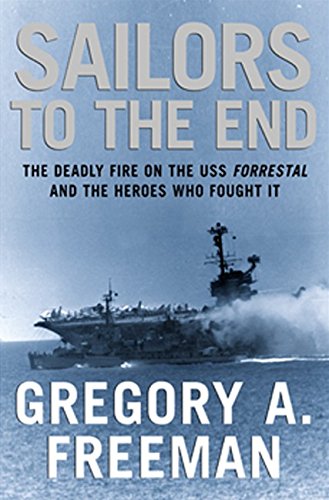 SAILORS
TO THE END
THE DEADLY FIRE ON THE USS FORRESTAL
AND THE HEROES WHO FOUGHT IT
GREGORY A.
FREEMAN